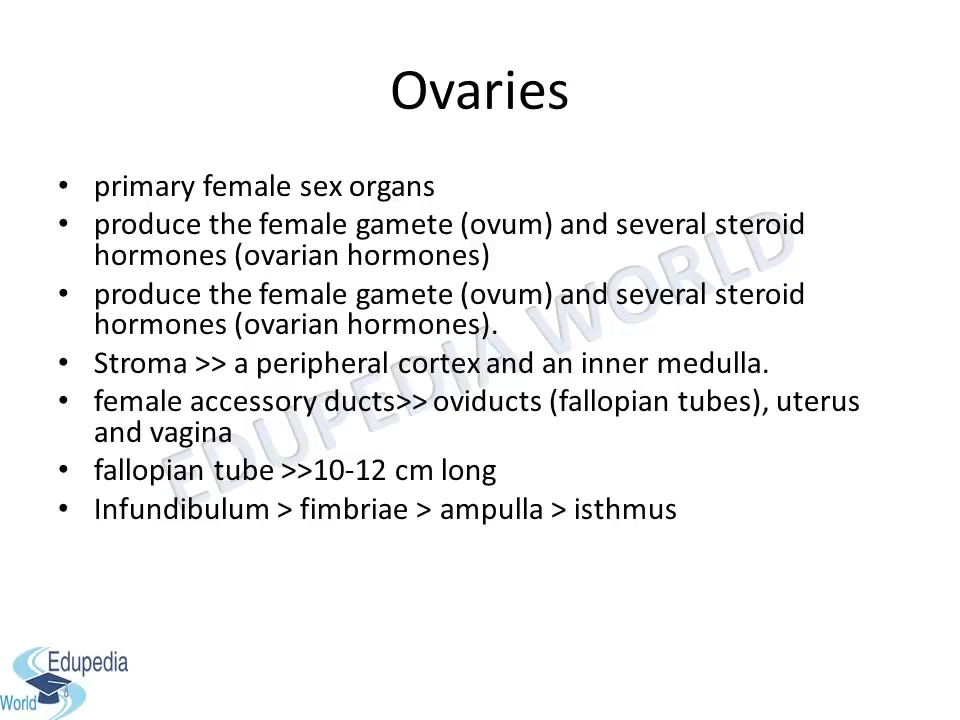 Ovaries
• primary female sex organs
• produce the female gamete (ovum) and several steroid
hormones (ovarian hormones)
• produce the female gamete (ovum) and several steroid
hormones (ovarian hormones).
• Stroma >> a peripheral cortex and an inner medulla.
• female accessory ducts>> oviducts (fallopian tubes), uterus
and vagina
• fallopian tube >>10-12 cm long
• Infundibulum > fimbriae > ampulla > isthmus
EDUPEDIA WORLD
Edupedia
World